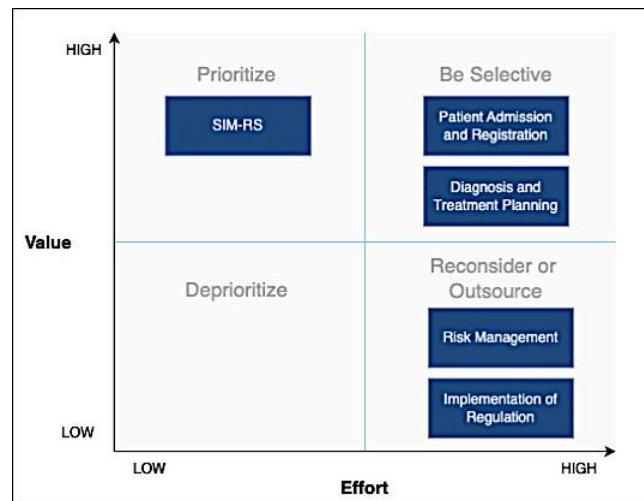 HIGH
Prioritize
Be Selective
SIM-RS
Patient Admission
and Registration
Diagnosis and
Treatment Planning
Value
Deprioritize
Reconsider or
Outsource
Risk Management
Implementation of
Regulation
LOW
LOW
HIGH
Effort